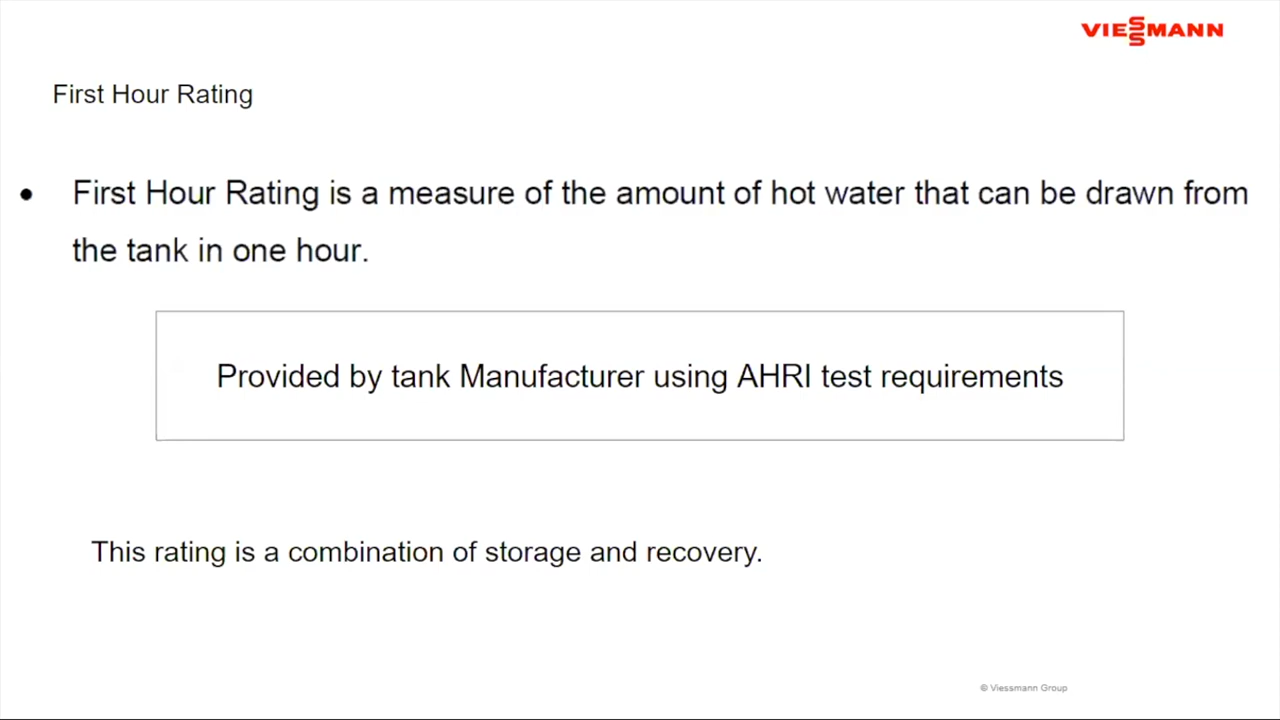 VIESSMANN
First Hour Rating
• First Hour Rating is a measure of the amount of hot water that can be drawn from
the tank in one hour.
Provided by tank Manufacturer using AHRI test requirements
This rating is a combination of storage and recovery.
© Viessmann Group